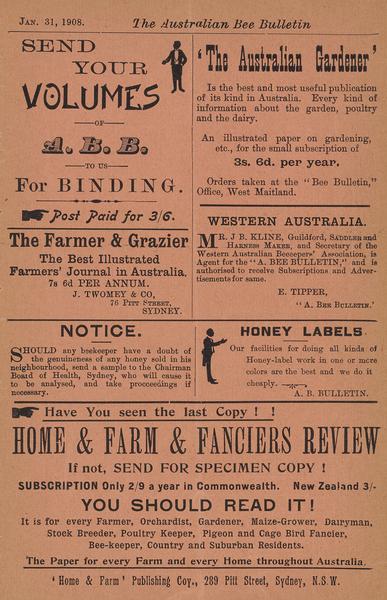 JAN. 31, 1908. The Australian Bee Bulletin
SEND
YOUR
VOLUMES
—OF—
A. B. B.
—TO US—
For BINDING.
Post Paid for 3/6.
The Farmer & Grazier
The Best Illustrated
Farmers' Journal in Australia.
7s 6d PER ANNUM.
J. TWOMEY & CO,
76 PITT STREET,
SYDNEY.
'The Australian Gardener'
Is the best and most useful publication
of its kind in Australia. Every kind of
information about the garden, poultry
and the dairy.
An illustrated paper on gardening,
etc., for the small subscription of
3s. 6d. per year.
Orders taken at the "Bee Bulletin,"
Office, West Maitland.
WESTERN AUSTRALIA.
MR. J B. KLINE, Guildford, SADDLER and
HARNESS MAKER, and Secretary of the
Western Australian Beecepers' Association, is
Agent for the "A. BEE BULLETIN," and is
authorised to receive Subscriptions and Adver-
tisements for same.
E. TIPPER,
"A. BEE BULLETIN.'
NOTICE.
SHOULD any beekeeper have a doubt of
the genuineness of any honey sold in his
neighbourhood, send a sample to the Chairman
Board of Health, Sydney, who will cause it
to be analysed, and take proceedings if
necessary.
HONEY LABELS.
Our facilities for doing all kinds of
Honey-label work in one or more
colors are the best and we do it
cheaply.
A. B. BULLETIN.
Have You seen the last Copy ! !
HOME & FARM & FANCIERS REVIEW
If not, SEND FOR SPECIMEN COPY !
SUBSCRIPTION Only 2/9 a year in Commonwealth. New Zealand 3/-
YOU SHOULD READ IT!
It is for every Farmer, Orchardist, Gardener, Maize-Grower, Dairyman,
Stock Breeder, Poultry Keeper, Pigeon and Cage Bird Fancier,
Bee-keeper, Country and Suburban Residents.
The Paper for every Farm and every Home throughout Australia.
'Home & Farm' Publishing Coy., 289 Pitt Street, Sydney, N.S.W.